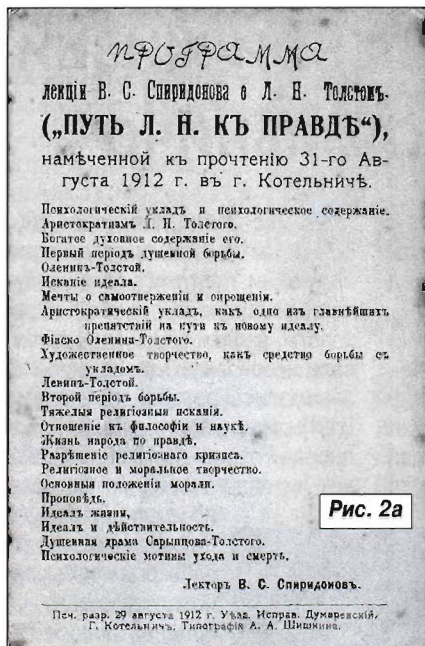 ПРОГРАММА
лекціи В. С. Спиридонова о Л. Н. Толстомъ
(„ПУТЬ Л. Н. КЪ ПРАВДѢ“),
намѣченной къ прочтенію 31-го Ав-
густа 1912 г. въ г. Котельничѣ.
Психологическій укладъ и психологическое содержаніе.
Аристократизмъ Л. Н. Толстого.
Богатое духовное содержаніе его.
Первый періодъ душевной борьбы.
Оленинъ-Толстой.
Исканіе идеала.
Мечты о самоотверженіи и опрощеніи.
Аристократическій укладъ, какъ одно изъ главнѣйшихъ
препятствій на пути къ новому идеалу.
Фіаско Оленина-Толстого.
Художественное творчество, какъ средство борьбы съ
укладомъ.
Левинъ-Толстой.
Второй періодъ борьбы.
Тяжелыя религіозныя исканія.
Отношеніе къ философіи и наукѣ.
Жизнь народа по правдѣ.
Разрѣшеніе религіознаго кризиса.
Религіозное и моральное творчество.
Основныя положенія морали.
Проповѣдь.
Идеалъ жизни.
Идеалъ и дѣйствительность.
Душевная драма Сарынцова-Толстого.
Психологическіе мотивы ухода и смерть.
Рис. 2а
Лекторъ В. С. Спиридоновъ.
Печ. разр. 29 августа 1912 г. Уѣзд. Исправ. Думаревскій.
Г. Котельничъ. Типографія А. А. Шишкина.